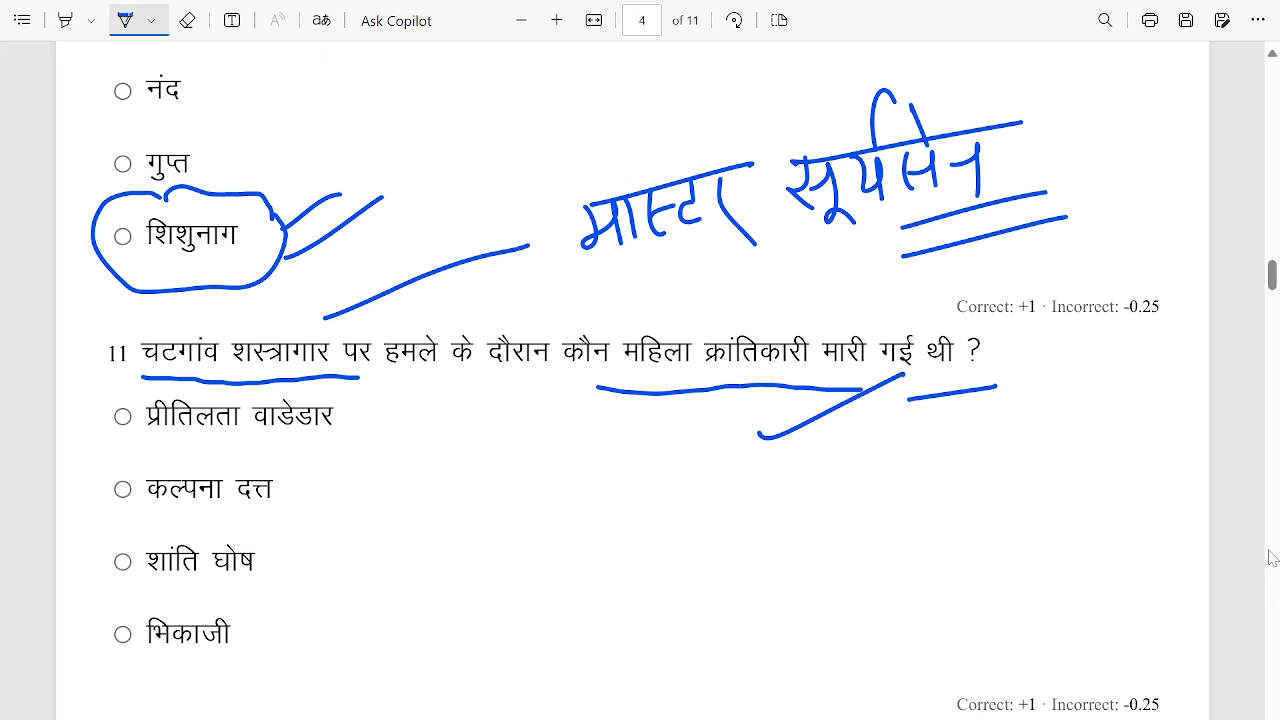 Ask Copilot 4 of 11
नंद
गुप्त
शिशुनाग
मास्टर सूर्यसेन
Correct: +1 · Incorrect: -0.25
11 चटगांव शस्त्रागार पर हमले के दौरान कौन महिला क्रांतिकारी मारी गई थी ?
प्रीतिलता वाडेडार
कल्पना दत्त
शांति घोष
भिकाजी
Correct: +1 · Incorrect: -0.25